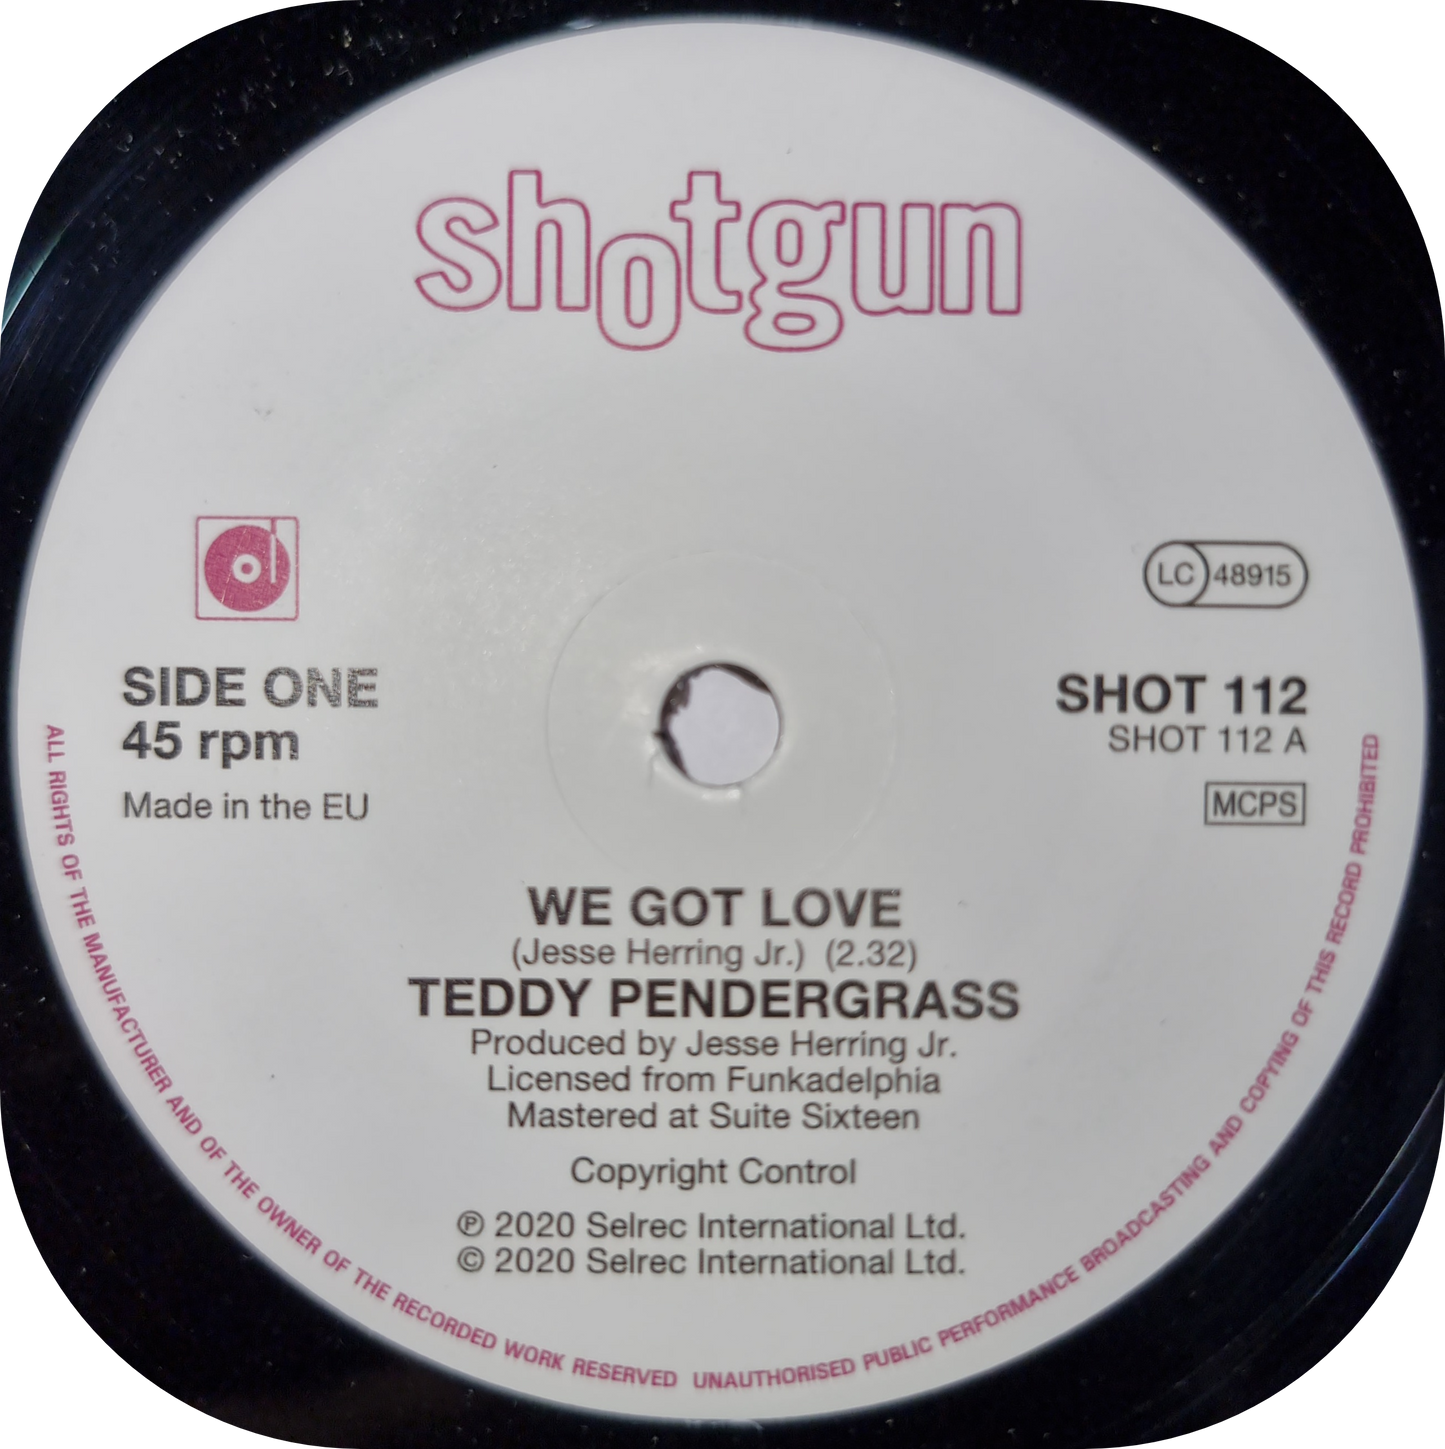 shotgun
LC 48915
SIDE ONE
45 rpm
Made in the EU
SHOT 112
SHOT 112 A
MCPS
WE GOT LOVE
(Jesse Herring Jr.) (2.32)
TEDDY PENDERGRASS
Produced by Jesse Herring Jr.
Licensed from Funkadelphia
Mastered at Suite Sixteen
Copyright Control
℗ 2020 Selrec International Ltd.
© 2020 Selrec International Ltd.
ALL RIGHTS OF THE MANUFACTURER AND OF THE OWNER OF THE RECORDED WORK RESERVED UNAUTHORISED PUBLIC PERFORMANCE BROADCASTING AND COPYING OF THIS RECORD PROHIBITED